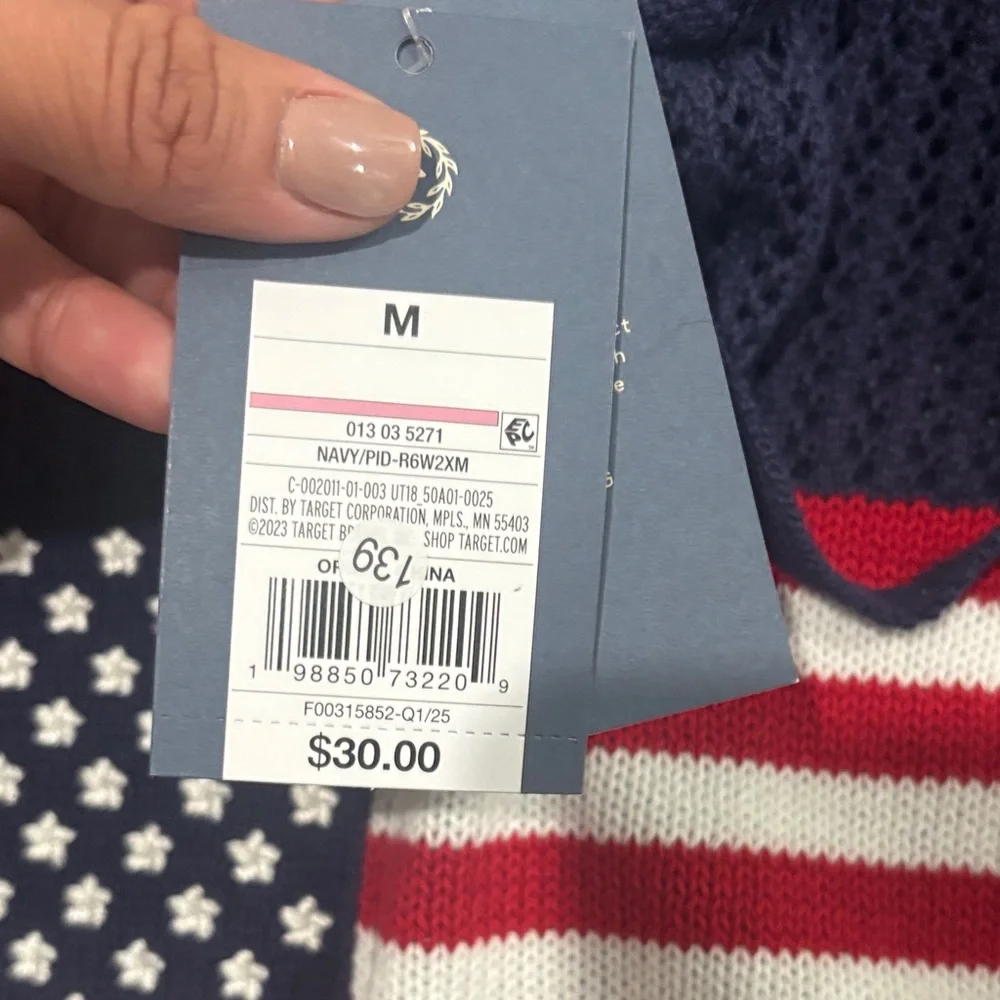 M
013 03 5271
EPC
NAVY/PID-R6W2XM
C-002011-01-003 UT18_50A01-0025
DIST. BY TARGET CORPORATION, MPLS., MN 55403
©2023 TARGET SHOP TARGET.COM
139
1 98850 73220 9
F00315852-Q1/25
$30.00